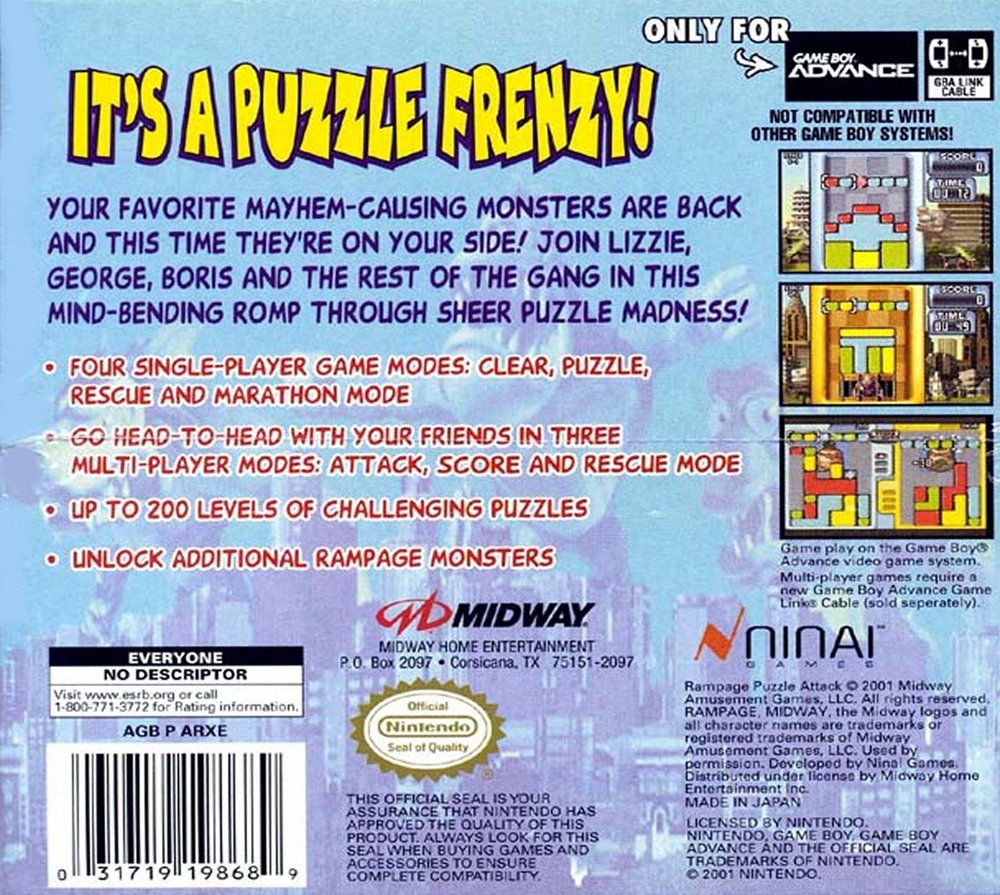 ONLY FOR
GAME BOY
ADVANCE
GBA LINK
CABLE
NOT COMPATIBLE WITH
OTHER GAME BOY SYSTEMS!
IT'S A PUZZLE FRENZY!
YOUR FAVORITE MAYHEM-CAUSING MONSTERS ARE BACK
AND THIS TIME THEY'RE ON YOUR SIDE! JOIN LIZZIE,
GEORGE, BORIS AND THE REST OF THE GANG IN THIS
MIND-BENDING ROMP THROUGH SHEER PUZZLE MADNESS!
• FOUR SINGLE-PLAYER GAME MODES: CLEAR, PUZZLE,
RESCUE AND MARATHON MODE
• GO HEAD-TO-HEAD WITH YOUR FRIENDS IN THREE
MULTI-PLAYER MODES: ATTACK, SCORE AND RESCUE MODE
• UP TO 200 LEVELS OF CHALLENGING PUZZLES
• UNLOCK ADDITIONAL RAMPAGE MONSTERS
SCORE
0
TIME
00:12
SCORE
0
TIME
00:49
Game play on the Game Boy®
Advance video game system.
Multi-player games require a
new Game Boy Advance Game
Link® Cable (sold seperately).
MIDWAY
MIDWAY HOME ENTERTAINMENT
P.O. Box 2097 • Corsicana, TX 75151-2097
NINAI™
GAMES
EVERYONE
NO DESCRIPTOR
Visit www.esrb.org or call
1-800-771-3772 for Rating information.
AGB P ARXE
0 31719 19868 9
Official
Nintendo
Seal of Quality
®
THIS OFFICIAL SEAL IS YOUR
ASSURANCE THAT NINTENDO HAS
APPROVED THE QUALITY OF THIS
PRODUCT. ALWAYS LOOK FOR THIS
SEAL WHEN BUYING GAMES AND
ACCESSORIES TO ENSURE
COMPLETE COMPATIBILITY.
Rampage Puzzle Attack © 2001 Midway
Amusement Games, LLC. All rights reserved.
RAMPAGE, MIDWAY, the Midway logos and
all character names are trademarks or
registered trademarks of Midway
Amusement Games, LLC. Used by
permission. Developed by Ninai Games.
Distributed under license by Midway Home
Entertainment Inc.
MADE IN JAPAN
LICENSED BY NINTENDO.
NINTENDO, GAME BOY, GAME BOY
ADVANCE AND THE OFFICIAL SEAL ARE
TRADEMARKS OF NINTENDO.
© 2001 NINTENDO.